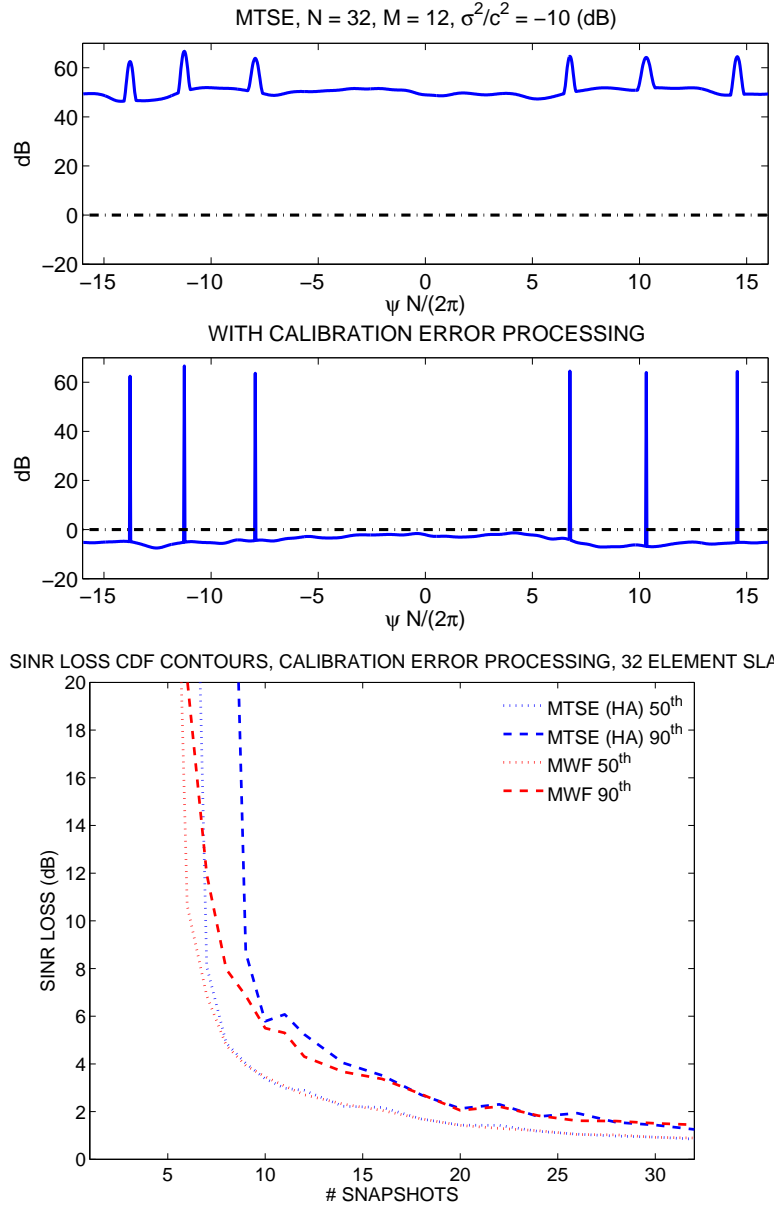 MTSE, N = 32, M = 12, σ²/c² = −10 (dB)
60
40
20
0
−20
dB
−15 −10 −5 0 5 10 15
ψ N/(2π)
WITH CALIBRATION ERROR PROCESSING
60
40
20
0
−20
dB
−15 −10 −5 0 5 10 15
ψ N/(2π)
SINR LOSS CDF CONTOURS, CALIBRATION ERROR PROCESSING, 32 ELEMENT SLA
20
18
16
14
12
10
8
6
4
2
0
SINR LOSS (dB)
MTSE (HA) 50th
MTSE (HA) 90th
MWF 50th
MWF 90th
5 10 15 20 25 30
# SNAPSHOTS